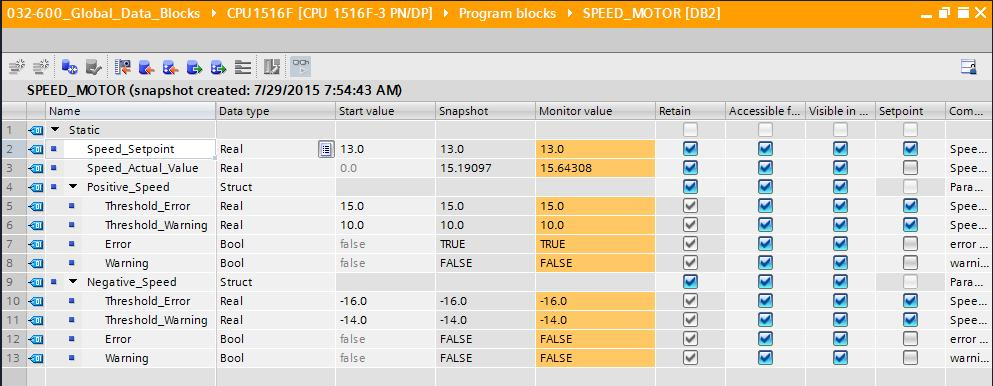 032-600_Global_Data_Blocks CPU1516F [CPU 1516F-3 PN/DP] Program blocks SPEED_MOTOR [DB2]
SPEED_MOTOR (snapshot created: 7/29/2015 7:54:43 AM)
Name Data type Start value Snapshot Monitor value Retain Accessible f... Visible in ... Setpoint Com...
1 Static
2 Speed_Setpoint Real 13.0 13.0 13.0 Spee...
3 Speed_Actual_Value Real 0.0 15.19097 15.64308 Spee...
4 Positive_Speed Struct Para...
5 Threshold_Error Real 15.0 15.0 15.0 Spee...
6 Threshold_Warning Real 10.0 10.0 10.0 Spee...
7 Error Bool false TRUE TRUE error ...
8 Warning Bool false FALSE FALSE warni...
9 Negative_Speed Struct Para...
10 Threshold_Error Real -16.0 -16.0 -16.0 Spee...
11 Threshold_Warning Real -14.0 -14.0 -14.0 Spee...
12 Error Bool false FALSE FALSE error ...
13 Warning Bool false FALSE FALSE warni...